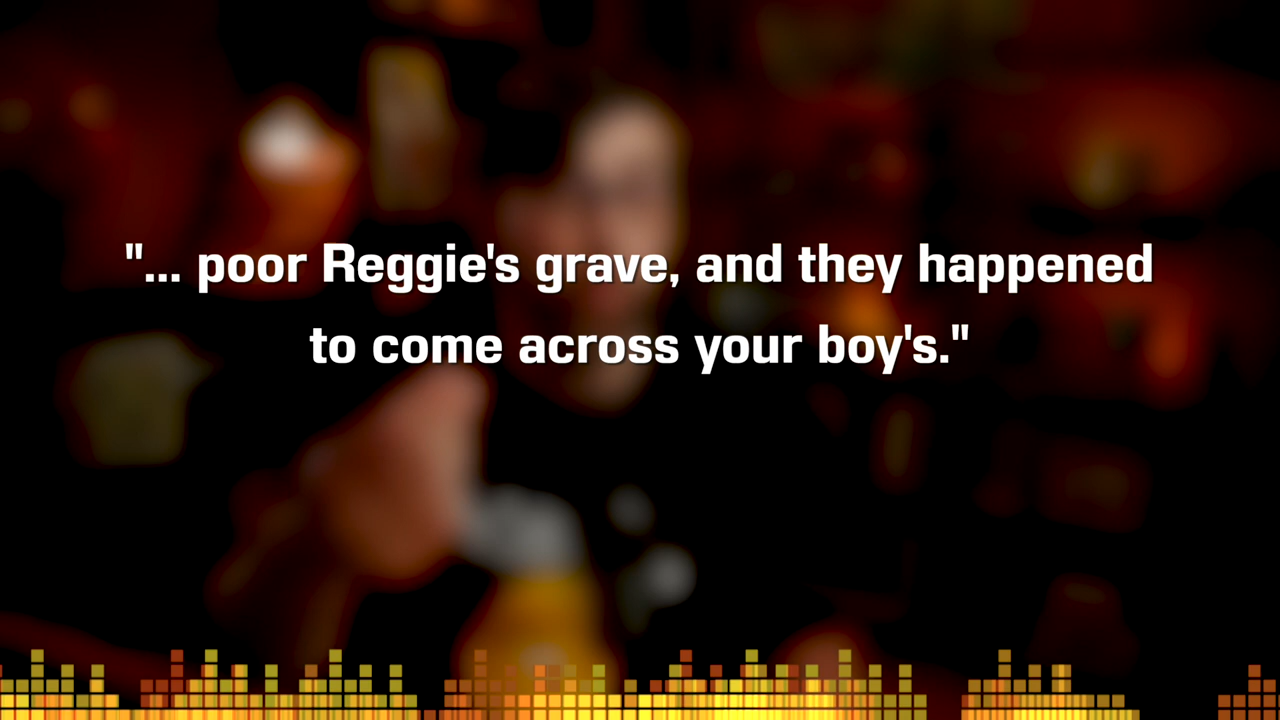 "... poor Reggie's grave, and they happened
to come across your boy's."